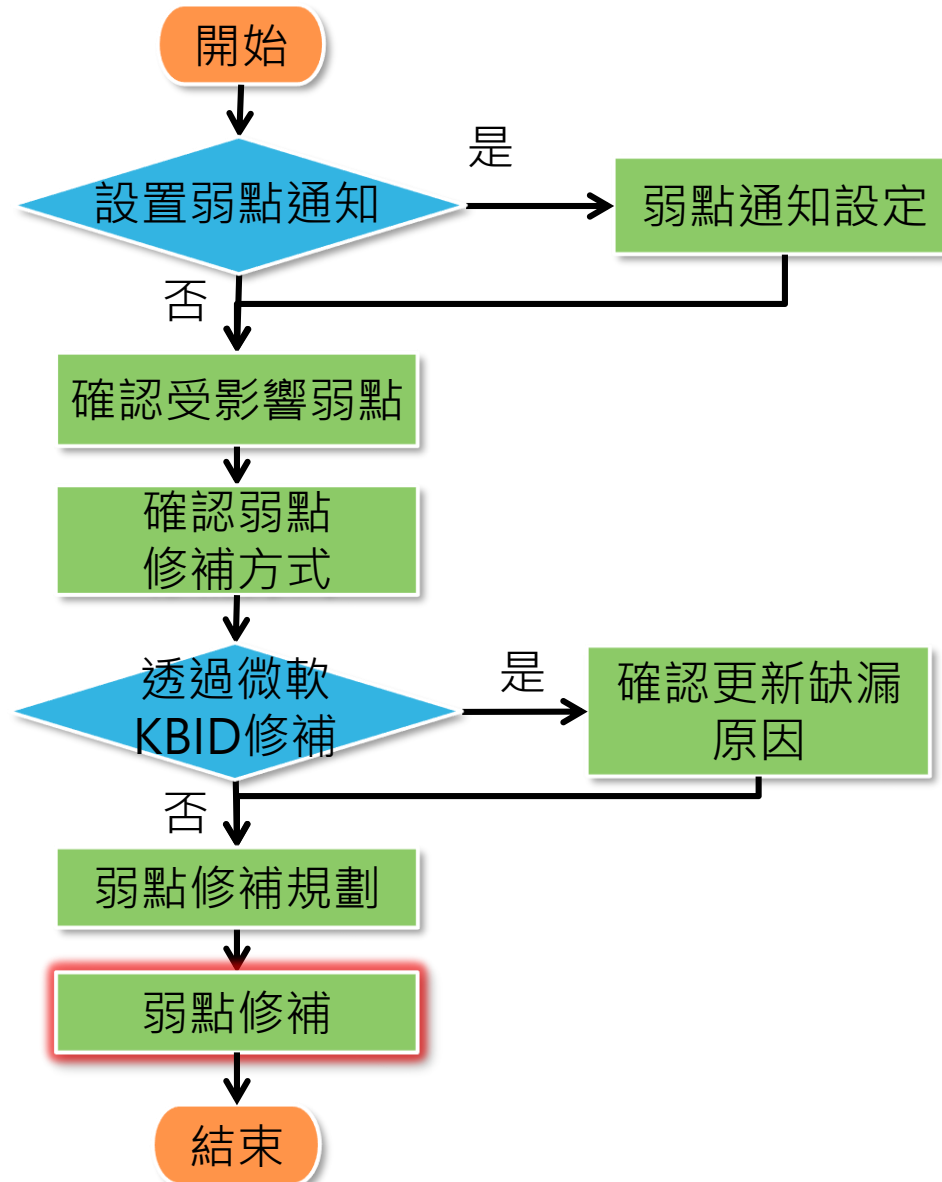 開始
設置弱點通知
是
弱點通知設定
否
確認受影響弱點
確認弱點
修補方式
透過微軟
KBID修補
是
確認更新缺漏
原因
否
弱點修補規劃
弱點修補
結束